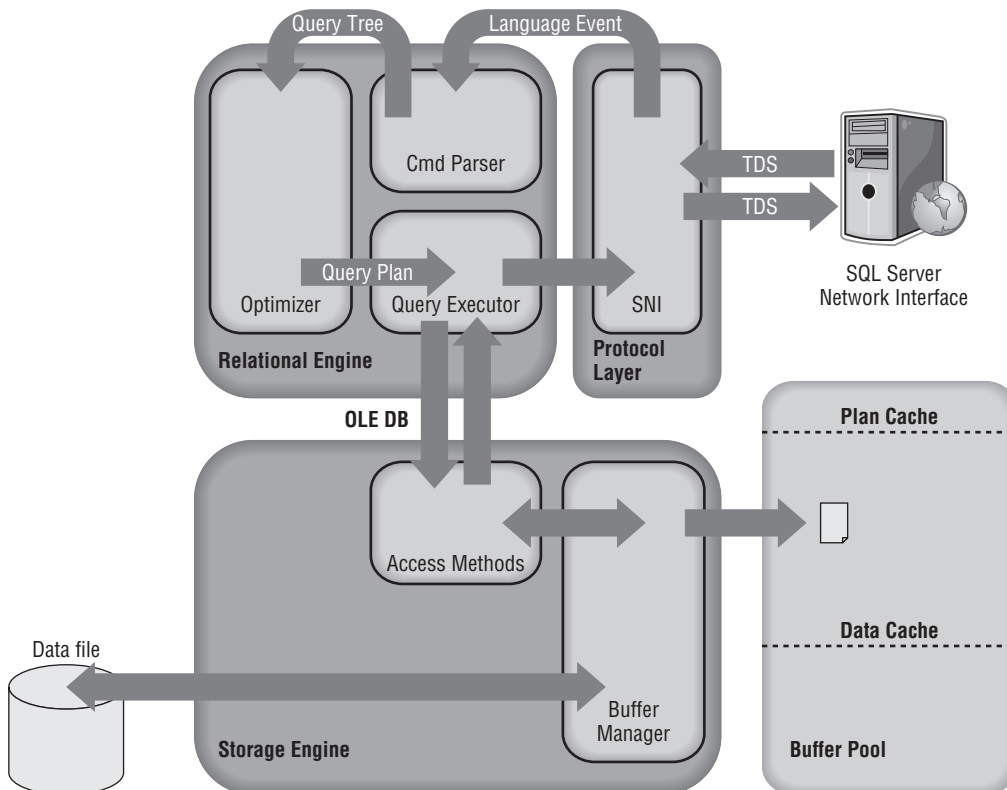 Query Tree
Language Event
Cmd Parser
TDS
TDS
SQL Server
Network Interface
Query Plan
Optimizer
Query Executor
SNI
Relational Engine
Protocol
Layer
OLE DB
Plan Cache
Access Methods
Data Cache
Data file
Buffer
Manager
Storage Engine
Buffer Pool